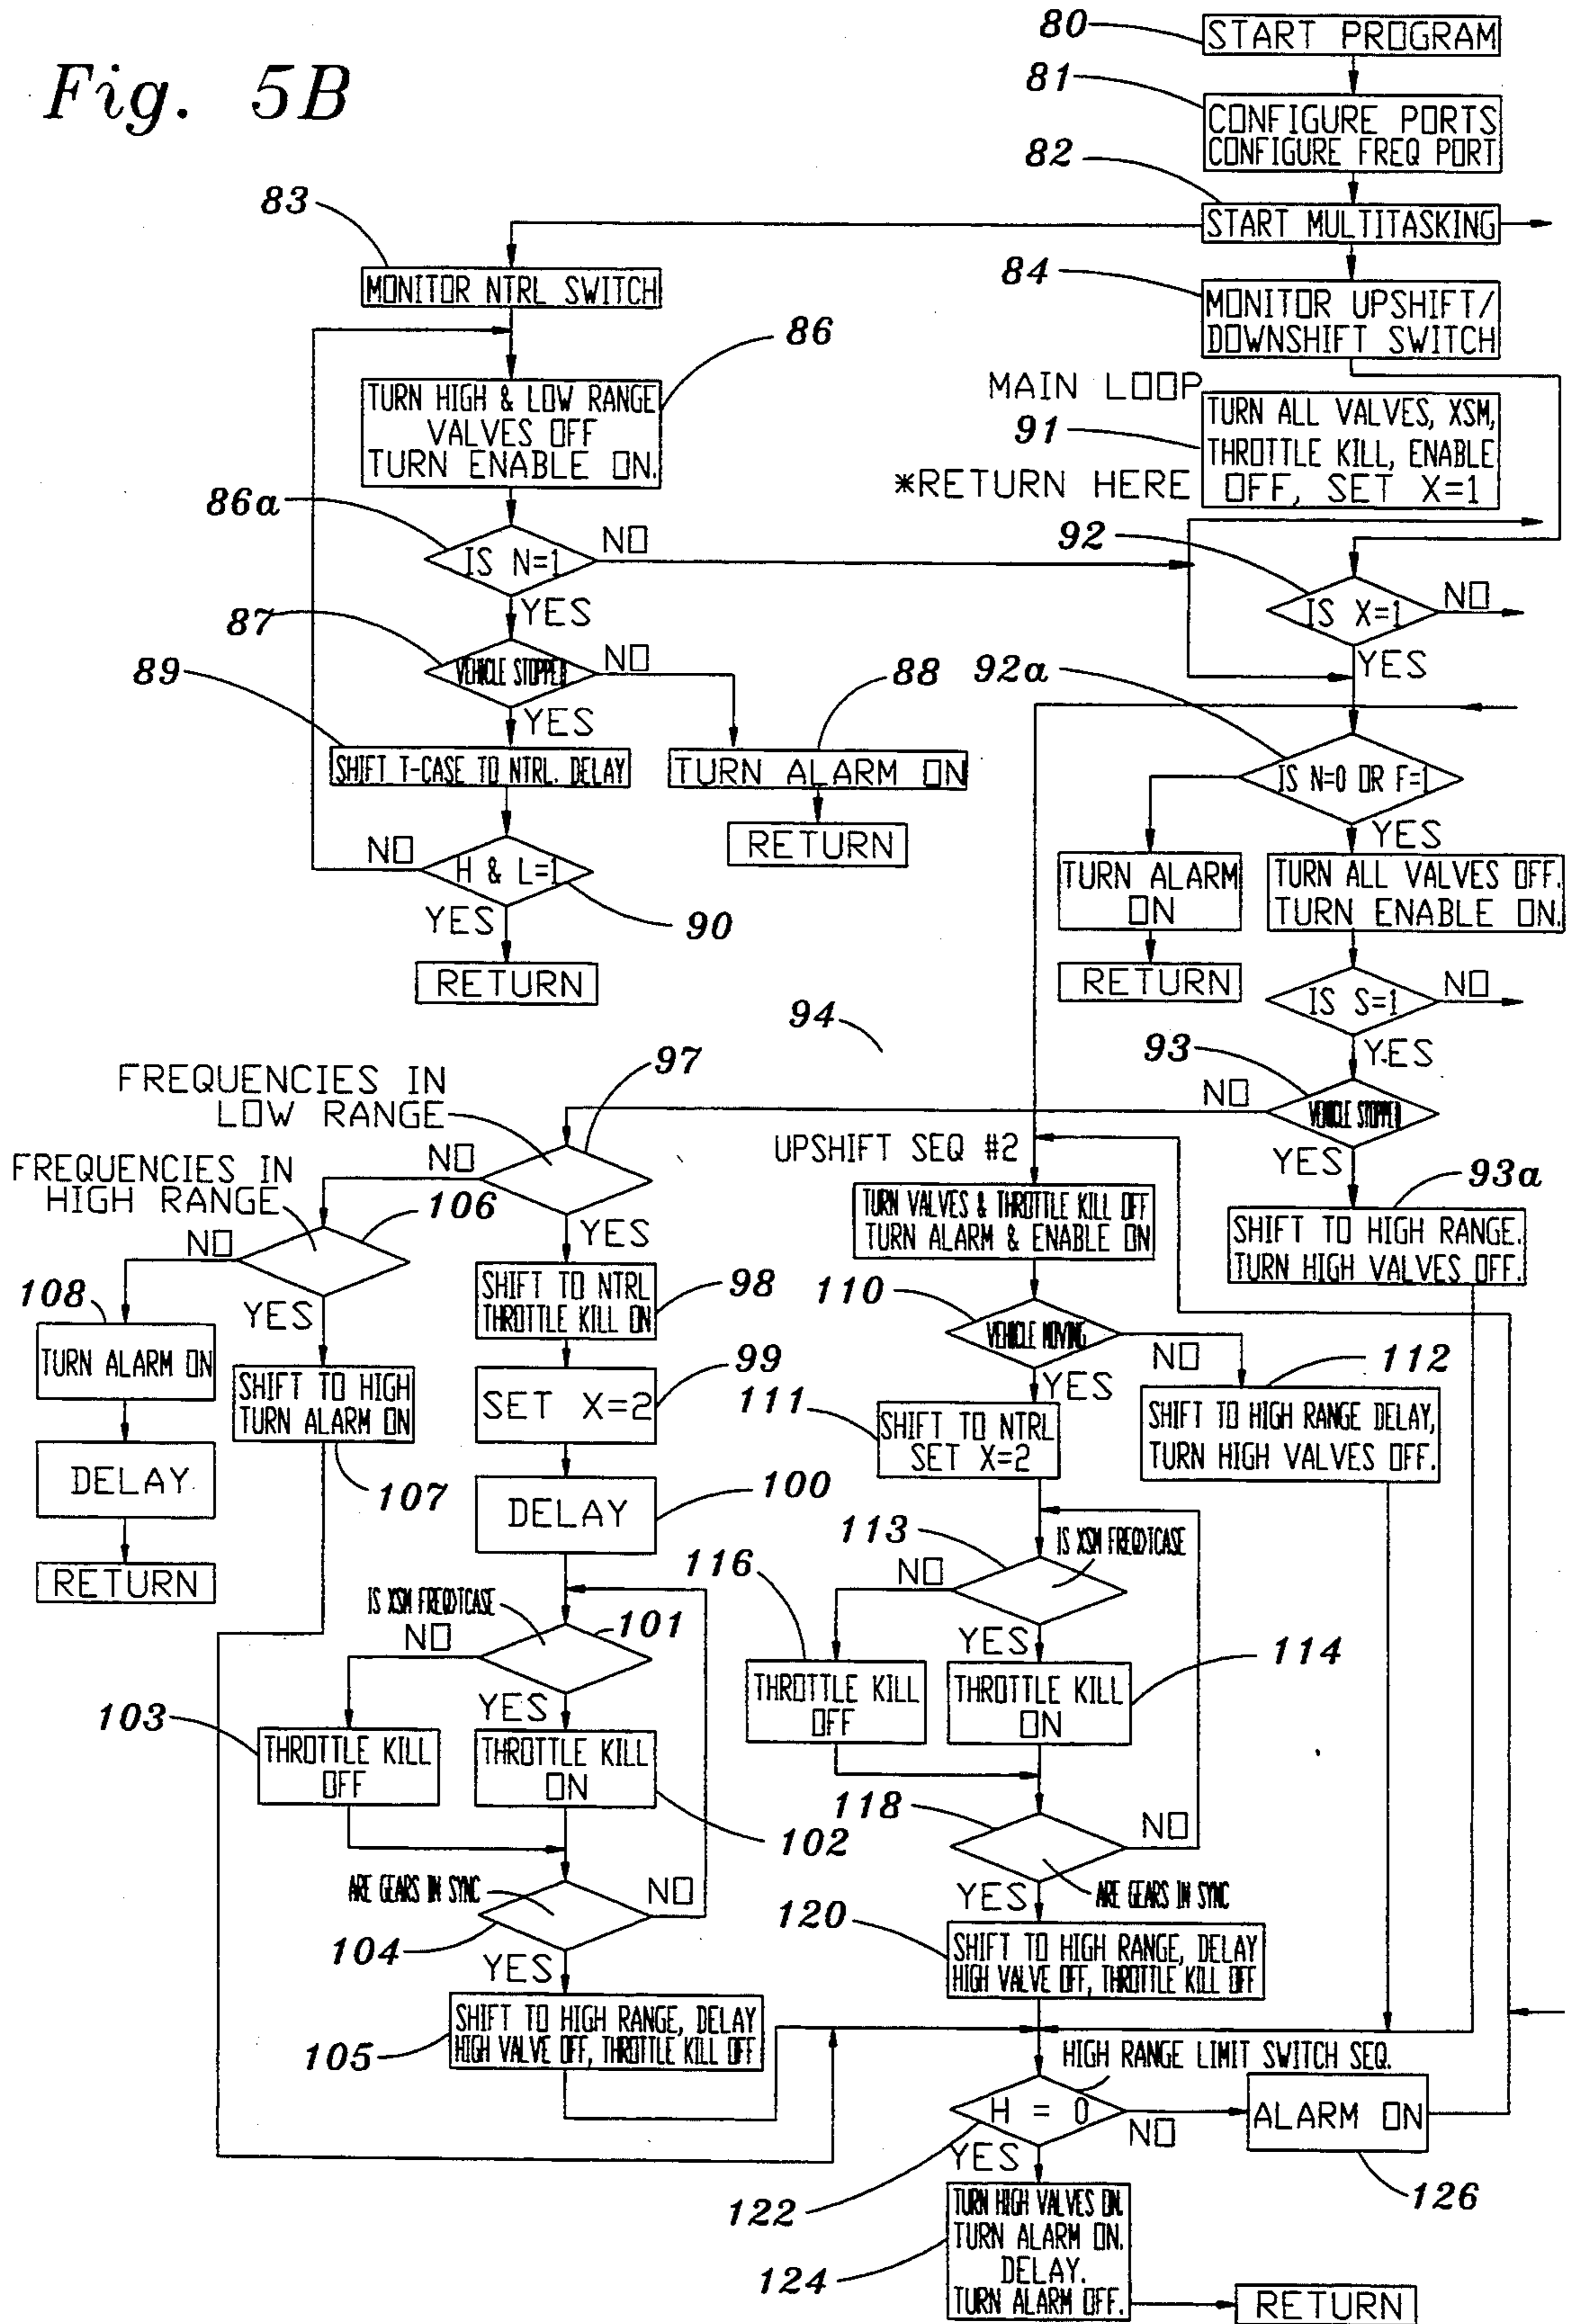 Fig. 5B
80
START PROGRAM
81
CONFIGURE PORTS
CONFIGURE FREQ PORT
82
START MULTITASKING
83
MONITOR NTRL SWITCH
84
MONITOR UPSHIFT/
DOWNSHIFT SWITCH
86
TURN HIGH & LOW RANGE
VALVES OFF
TURN ENABLE ON.
MAIN LOOP
91
*RETURN HERE
TURN ALL VALVES, XSM,
THROTTLE KILL, ENABLE
OFF, SET X=1
86a
IS N=1
NO
YES
92
IS X=1
NO
YES
87
VEHICLE STOPPED
NO
YES
88
TURN ALARM ON
RETURN
89
SHIFT T-CASE TO NTRL. DELAY
NO
H & L=1
YES
90
RETURN
92a
IS N=0 OR F=1
YES
TURN ALARM
ON
RETURN
TURN ALL VALVES OFF.
TURN ENABLE ON.
IS S=1
NO
YES
94
93
VEHICLE STOPPED
NO
YES
93a
SHIFT TO HIGH RANGE.
TURN HIGH VALVES OFF.
97
FREQUENCIES IN
LOW RANGE
NO
YES
FREQUENCIES IN
HIGH RANGE
106
NO
YES
108
TURN ALARM ON
DELAY
RETURN
SHIFT TO HIGH
TURN ALARM ON
107
SHIFT TO NTRL
THROTTLE KILL ON
98
SET X=2
99
DELAY
100
IS XSM FREQ>TCASE
101
NO
YES
103
THROTTLE KILL
OFF
THROTTLE KILL
ON
102
ARE GEARS IN SYNC
NO
104
YES
105
SHIFT TO HIGH RANGE, DELAY
HIGH VALVE OFF, THROTTLE KILL OFF
UPSHIFT SEQ #2
TURN VALVES & THROTTLE KILL OFF
TURN ALARM & ENABLE ON
110
VEHICLE MOVING
NO
YES
111
SHIFT TO NTRL
SET X=2
112
SHIFT TO HIGH RANGE DELAY,
TURN HIGH VALVES OFF.
113
IS XSM FREQ>TCASE
NO
YES
116
THROTTLE KILL
OFF
THROTTLE KILL
ON
114
118
NO
YES
ARE GEARS IN SYNC
120
SHIFT TO HIGH RANGE, DELAY
HIGH VALVE OFF, THROTTLE KILL OFF
HIGH RANGE LIMIT SWITCH SEQ.
H = 0
NO
YES
122
ALARM ON
126
124
TURN HIGH VALVES ON.
TURN ALARM ON.
DELAY.
TURN ALARM OFF.
RETURN